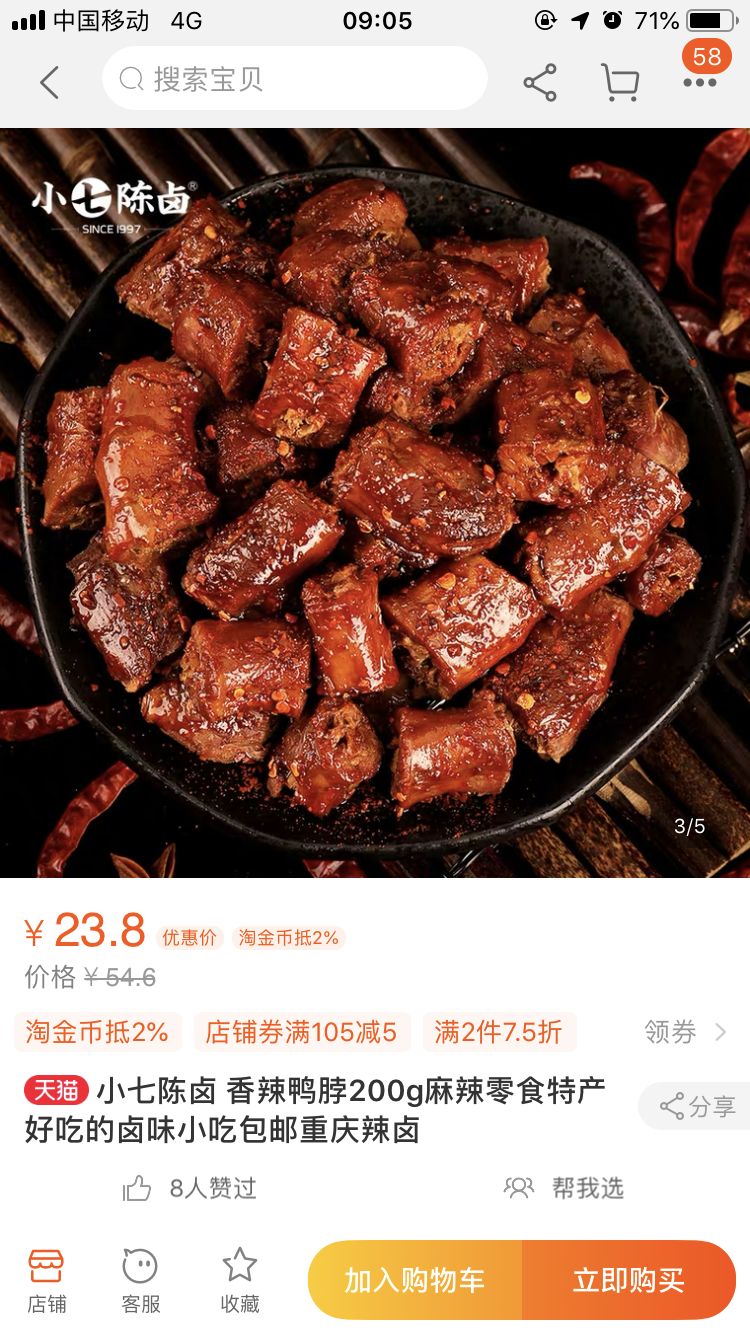 中国移动 4G 09:05 71%
58
搜索宝贝
小七陈卤®
SINCE 1997
3/5
¥ 23.8 优惠价 淘金币抵2%
价格 ¥54.6
淘金币抵2% 店铺券满105减5 满2件7.5折 领券
天猫 小七陈卤 香辣鸭脖200g麻辣零食特产
好吃的卤味小吃包邮重庆辣卤
分享
8人赞过 帮我选
店铺 客服 收藏 加入购物车 立即购买